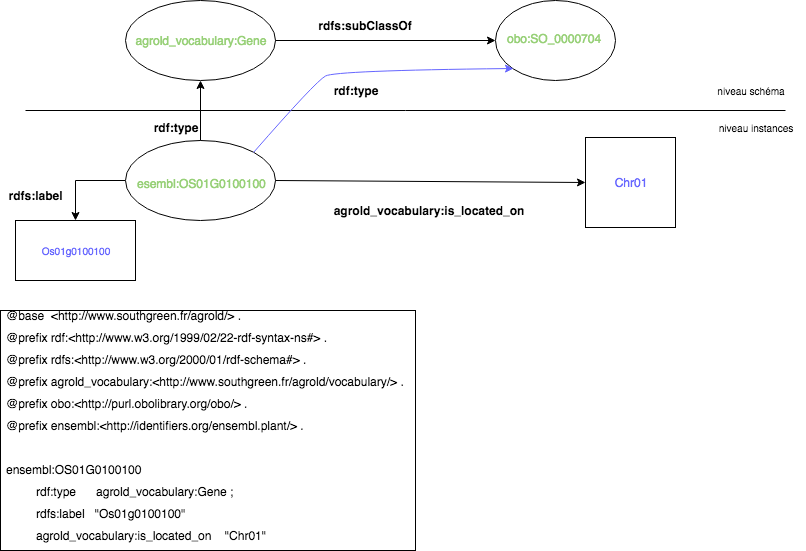 rdfs:subClassOf
agrold_vocabulary:Gene
obo:SO_0000704
rdf:type
niveau schéma
rdf:type
niveau instances
esembl:OS01G0100100
Chr01
rdfs:label
agrold_vocabulary:is_located_on
Os01g0100100
@base <http://www.southgreen.fr/agrold/> .
@prefix rdf:<http://www.w3.org/1999/02/22-rdf-syntax-ns#> .
@prefix rdfs:<http://www.w3.org/2000/01/rdf-schema#> .
@prefix agrold_vocabulary:<http://www.southgreen.fr/agrold/vocabulary/> .
@prefix obo:<http://purl.obolibrary.org/obo/> .
@prefix ensembl:<http://identifiers.org/ensembl.plant/> .
ensembl:OS01G0100100
rdf:type agrold_vocabulary:Gene ;
rdfs:label "Os01g0100100"
agrold_vocabulary:is_located_on "Chr01"